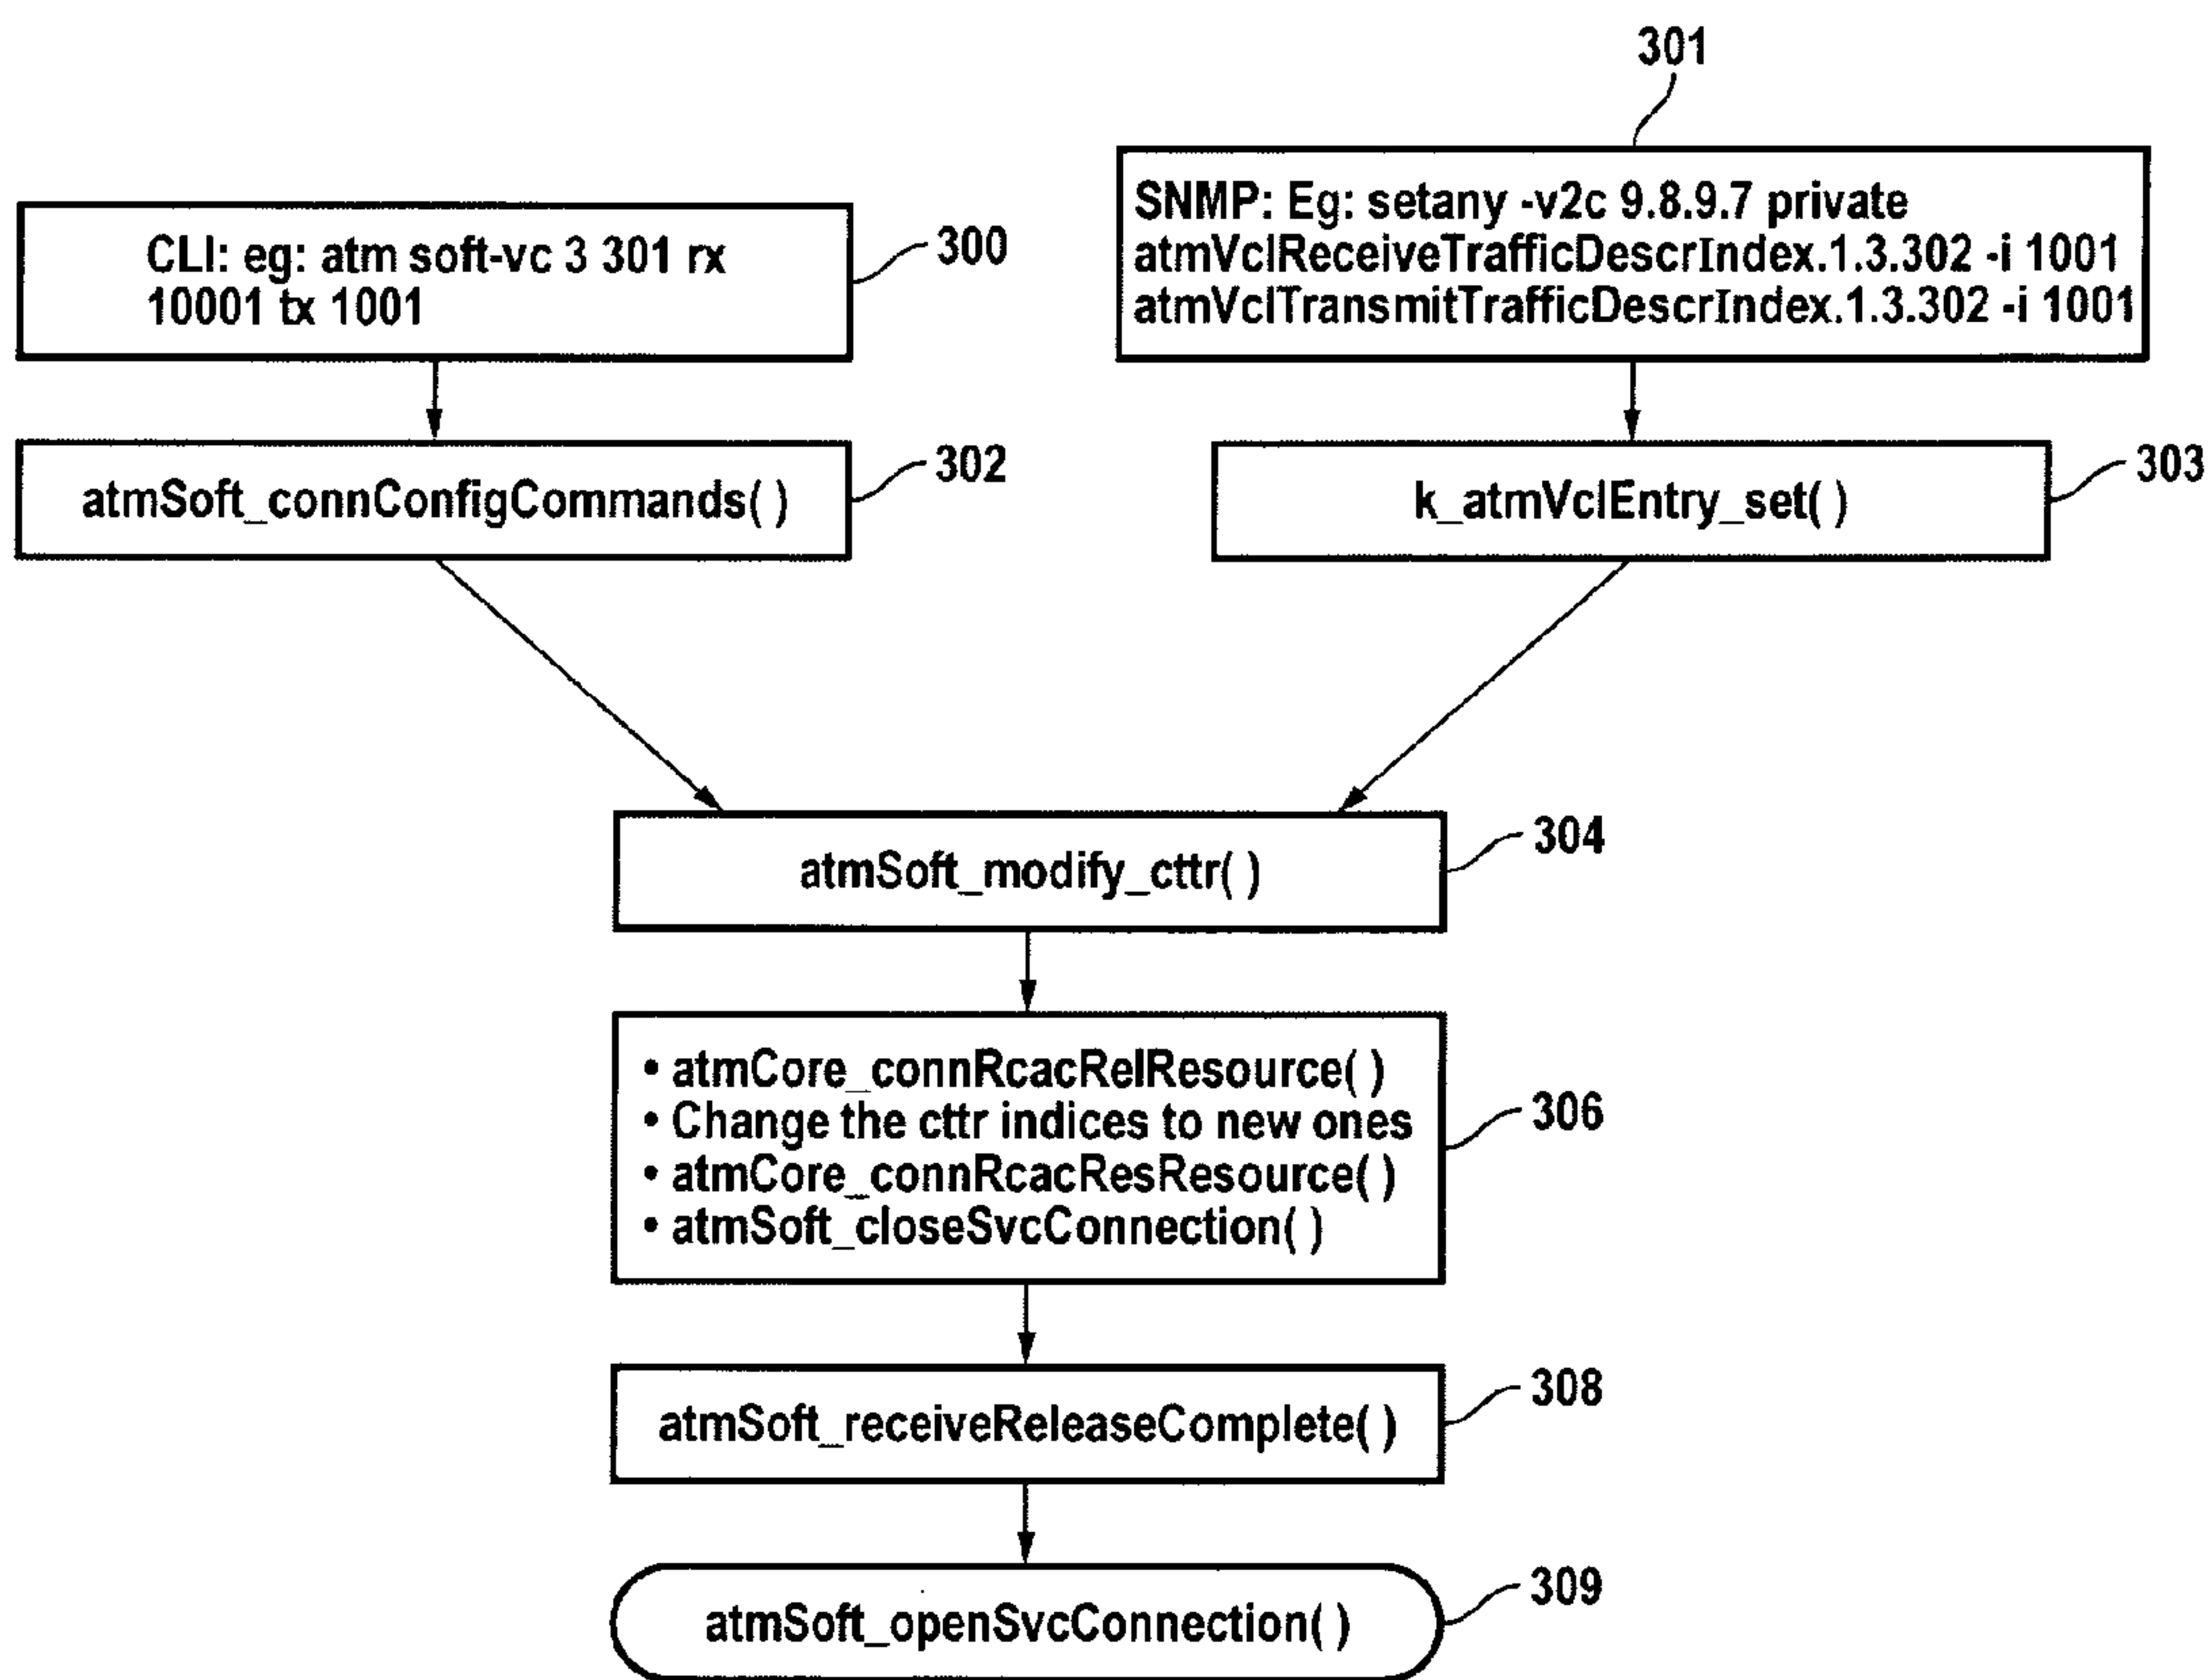 301
SNMP: Eg: setany -v2c 9.8.9.7 private
atmVclReceiveTrafficDescrIndex.1.3.302 -i 1001
atmVclTransmitTrafficDescrIndex.1.3.302 -i 1001
CLI: eg: atm soft-vc 3 301 rx
10001 tx 1001
300
atmSoft_connConfigCommands( )
302
k_atmVclEntry_set( )
303
atmSoft_modify_cttr( )
304
• atmCore_connRcacRelResource( )
• Change the cttr indices to new ones
• atmCore_connRcacResResource( )
• atmSoft_closeSvcConnection( )
306
atmSoft_receiveReleaseComplete( )
308
atmSoft_openSvcConnection( )
309